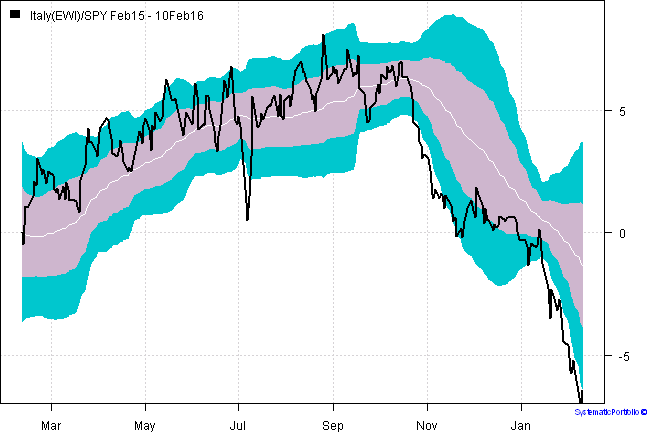 Italy(EWI)/SPY Feb15 - 10Feb16
5
0
-5
SystematicPortfolio ©
Mar May Jul Sep Nov Jan